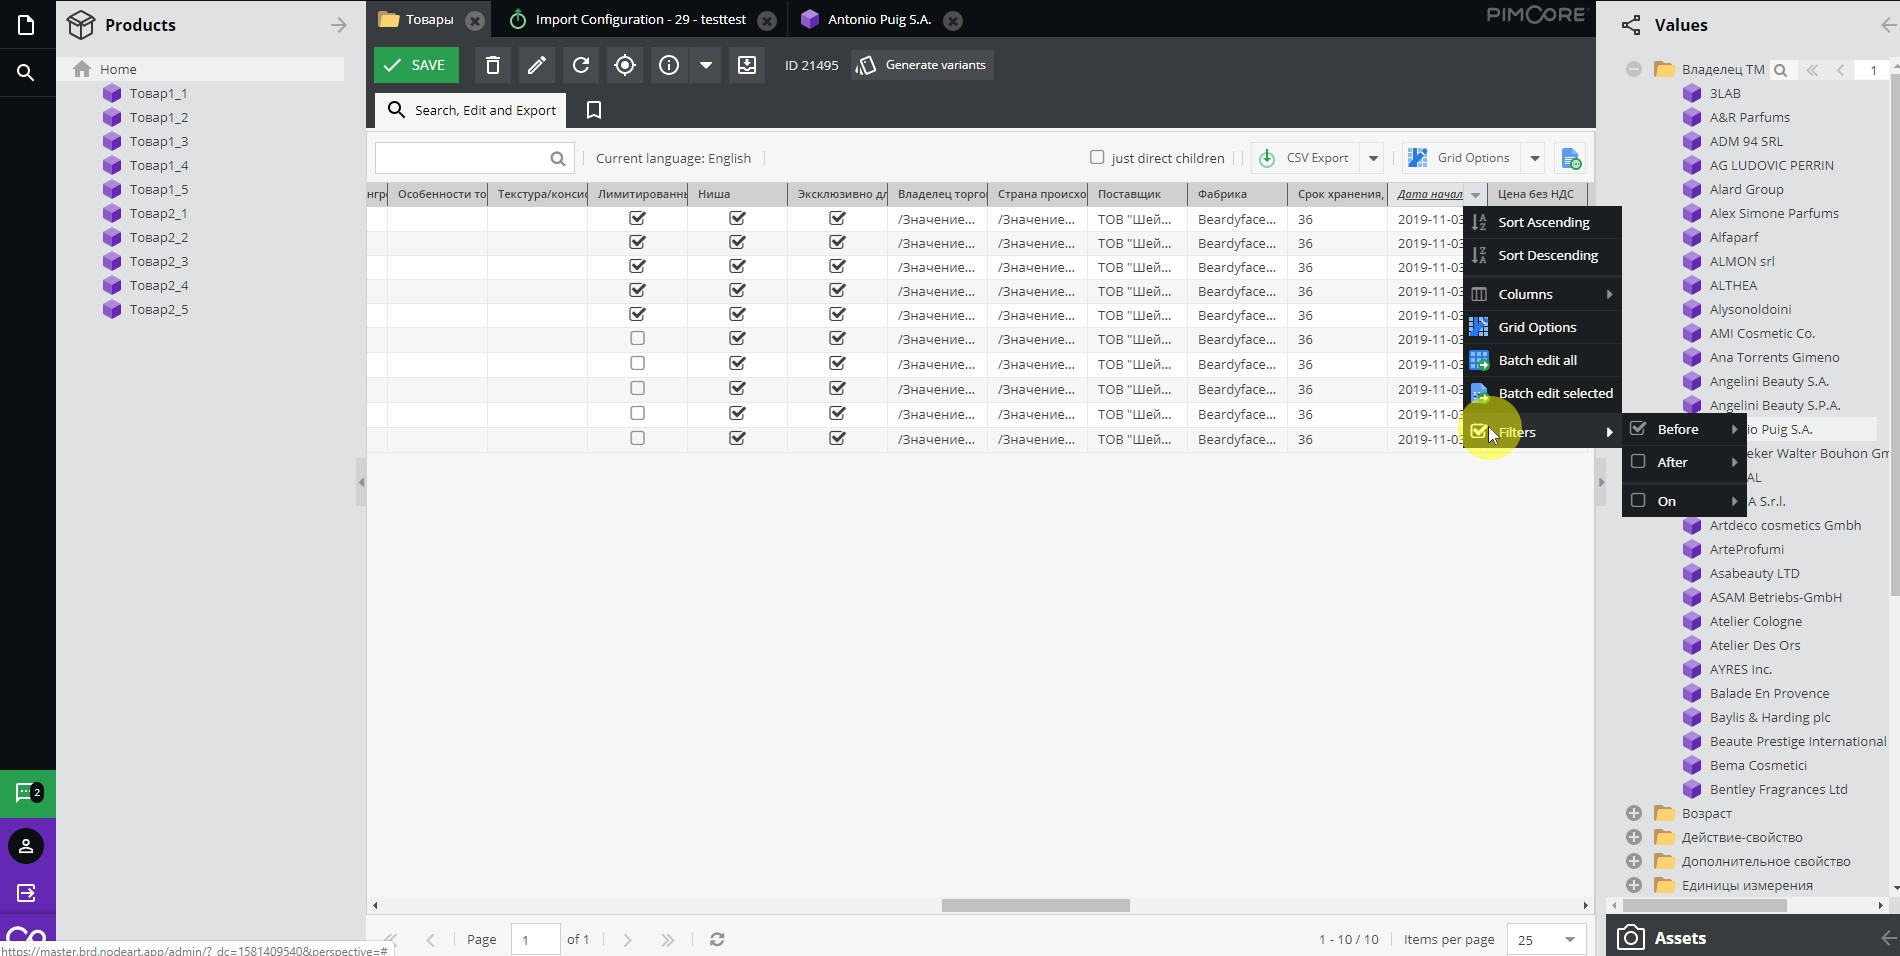 Products
Home
Товар1_1
Товар1_2
Товар1_3
Товар1_4
Товар1_5
Товар2_1
Товар2_2
Товар2_3
Товар2_4
Товар2_5
2
https://master.brd.nodeart.app/admin/?_dc=1581409540&perspective=#
Товары
Import Configuration - 29 - testtest
Antonio Puig S.A.
PIMCORE
SAVE
ID 21495
Generate variants
Search, Edit and Export
Current language: English
just direct children
CSV Export
Grid Options
нгр Особенности то Текстура/консис Лимитированн Ниша Эксклюзивно дл Владелец торго Страна происхо Поставщик Фабрика Срок хранения, Дата начал Цена без НДС
/Значение... /Значение... ТОВ "Шей... Beardyface... 36 2019-11-03
/Значение... /Значение... ТОВ "Шей... Beardyface... 36 2019-11-03
/Значение... /Значение... ТОВ "Шей... Beardyface... 36 2019-11-03
/Значение... /Значение... ТОВ "Шей... Beardyface... 36 2019-11-03
/Значение... /Значение... ТОВ "Шей... Beardyface... 36 2019-11-03
/Значение... /Значение... ТОВ "Шей... Beardyface... 36 2019-11-03
/Значение... /Значение... ТОВ "Шей... Beardyface... 36 2019-11-03
/Значение... /Значение... ТОВ "Шей... Beardyface... 36 2019-11-03
/Значение... /Значение... ТОВ "Шей... Beardyface... 36 2019-11-03
/Значение... /Значение... ТОВ "Шей... Beardyface... 36 2019-11-03
Sort Ascending
Sort Descending
Columns
Grid Options
Batch edit all
Batch edit selected
Filters
Before
After
On
Page 1 of 1
1 - 10 / 10
Items per page 25
Values
Владелец ТМ 1
3LAB
A&R Parfums
ADM 94 SRL
AG LUDOVIC PERRIN
Alard Group
Alex Simone Parfums
Alfaparf
ALMON srl
ALTHEA
Alysonoldoini
AMI Cosmetic Co.
Ana Torrents Gimeno
Angelini Beauty S.A.
Angelini Beauty S.P.A.
io Puig S.A.
eker Walter Bouhon Gm
AL
A S.r.l.
Artdeco cosmetics Gmbh
ArteProfumi
Asabeauty LTD
ASAM Betriebs-GmbH
Atelier Cologne
Atelier Des Ors
AYRES Inc.
Balade En Provence
Baylis & Harding plc
Beaute Prestige International
Bema Cosmetici
Bentley Fragrances Ltd
Возраст
Действие-свойство
Дополнительное свойство
Единицы измерения
Assets